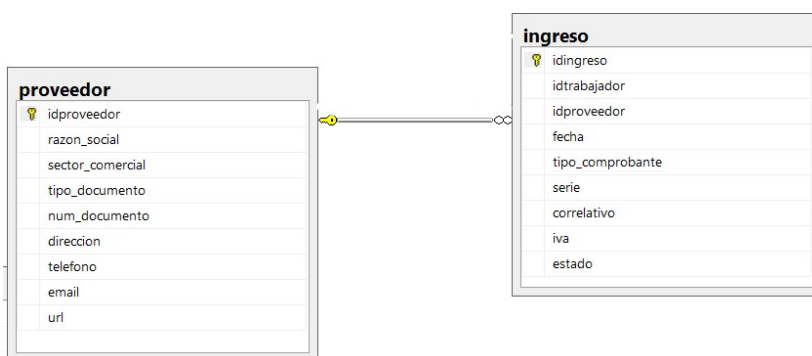 proveedor
idproveedor
razon_social
sector_comercial
tipo_documento
num_documento
direccion
telefono
email
url
ingreso
idingreso
idtrabajador
idproveedor
fecha
tipo_comprobante
serie
correlativo
iva
estado